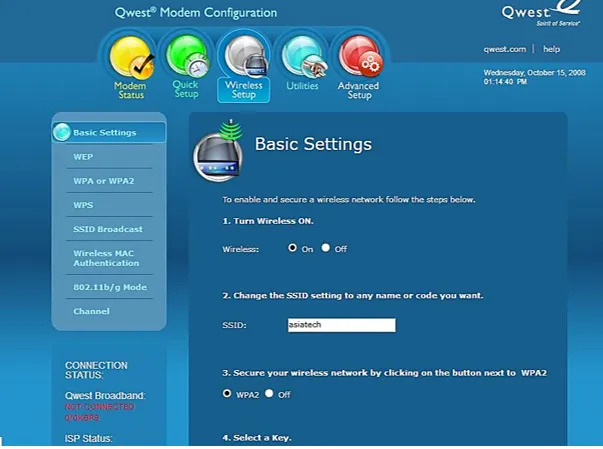 Qwest® Modem Configuration
Qwest
Spirit of Service®
qwest.com | help
Wednesday, October 15, 2008
01:14:40 PM
Modem
Status
Quick
Setup
Wireless
Setup
Utilities
Advanced
Setup
Basic Settings
WEP
WPA or WPA2
WPS
SSID Broadcast
Wireless MAC
Authentication
802.11b/g Mode
Channel
CONNECTION
STATUS:
Qwest Broadband:
NOT CONNECTED
ISP Status:
Basic Settings
To enable and secure a wireless network follow the steps below.
1. Turn Wireless ON.
Wireless: On Off
2. Change the SSID setting to any name or code you want.
SSID: asiatech
3. Secure your wireless network by clicking on the button next to WPA2
WPA2 Off
4. Select a Key.